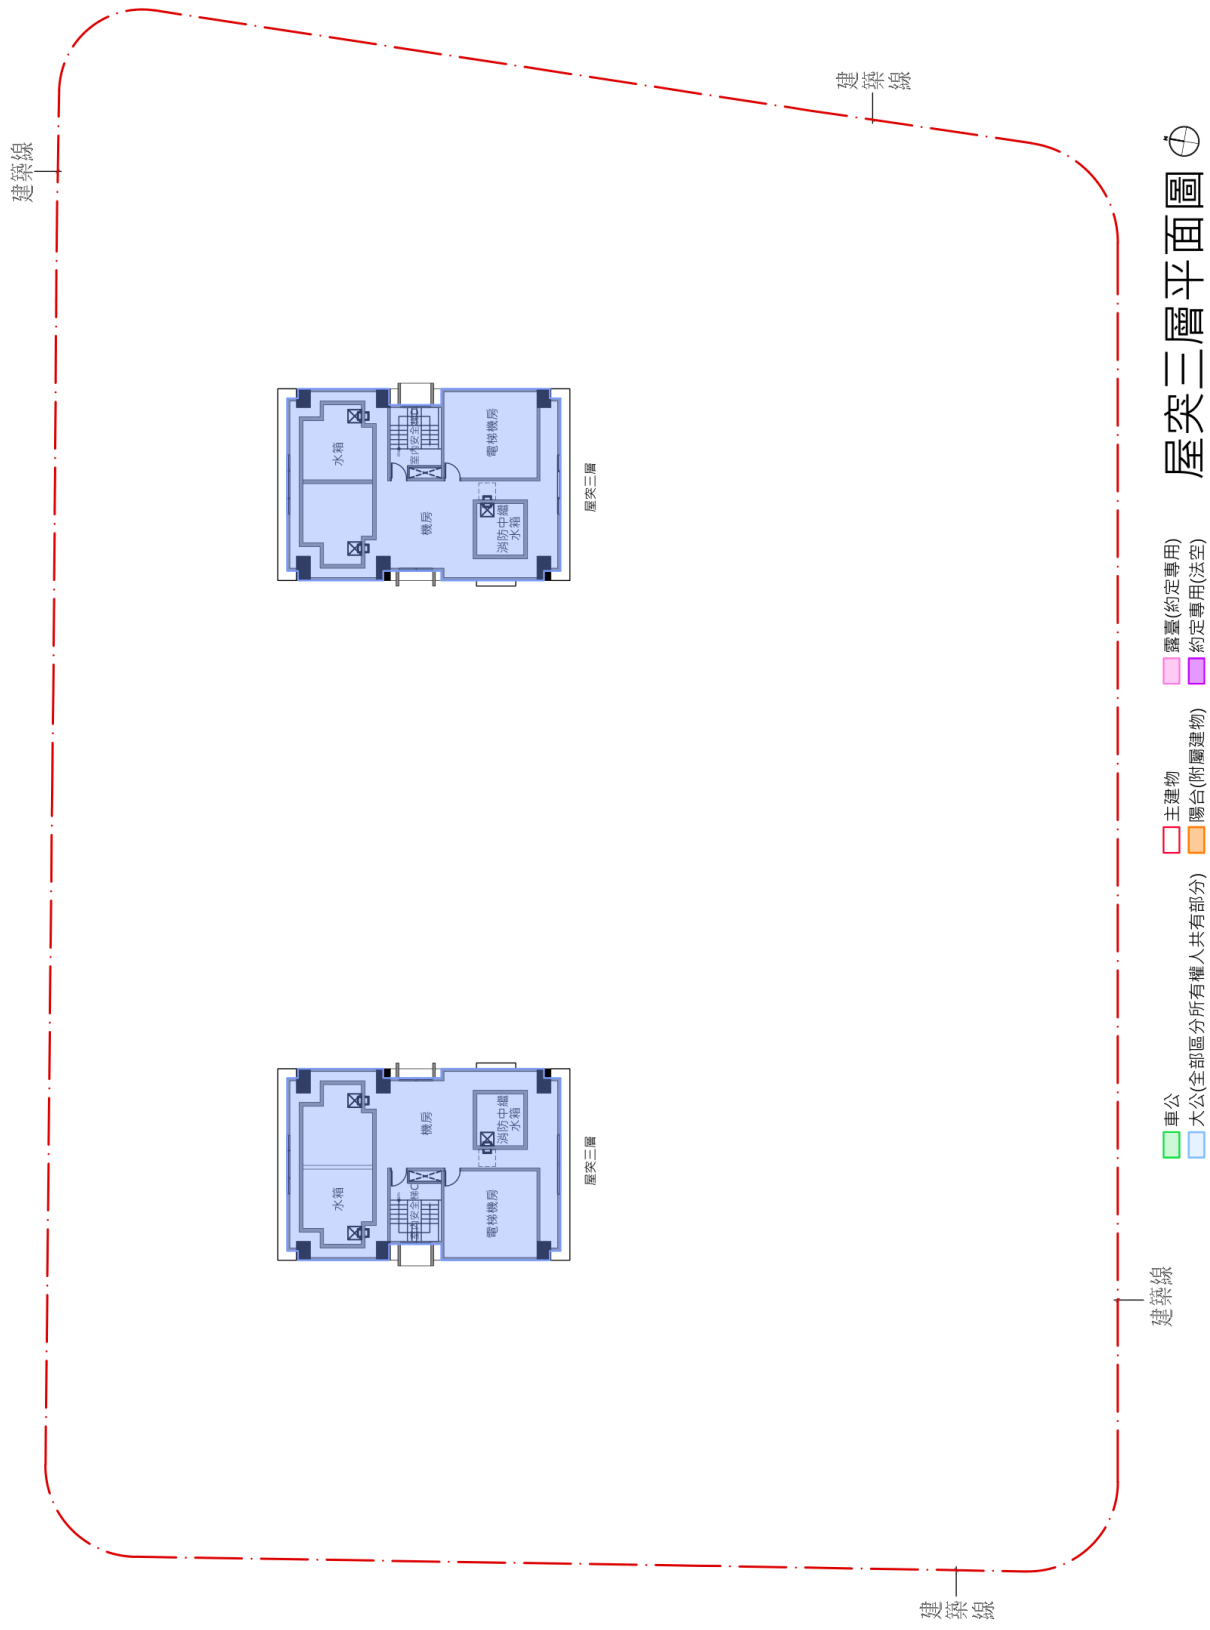 屋突三層平面圖
N
建築線
建築線
建築線
建築線
水箱
機房
室內安全梯C
電梯機房
消防中繼
水箱
屋突三層
水箱
機房
電梯機房
消防中繼
水箱
屋突三層
車公
大公(全部區分所有權人共有部分)
主建物
陽台(附屬建物)
露臺(約定專用)
約定專用(法空)